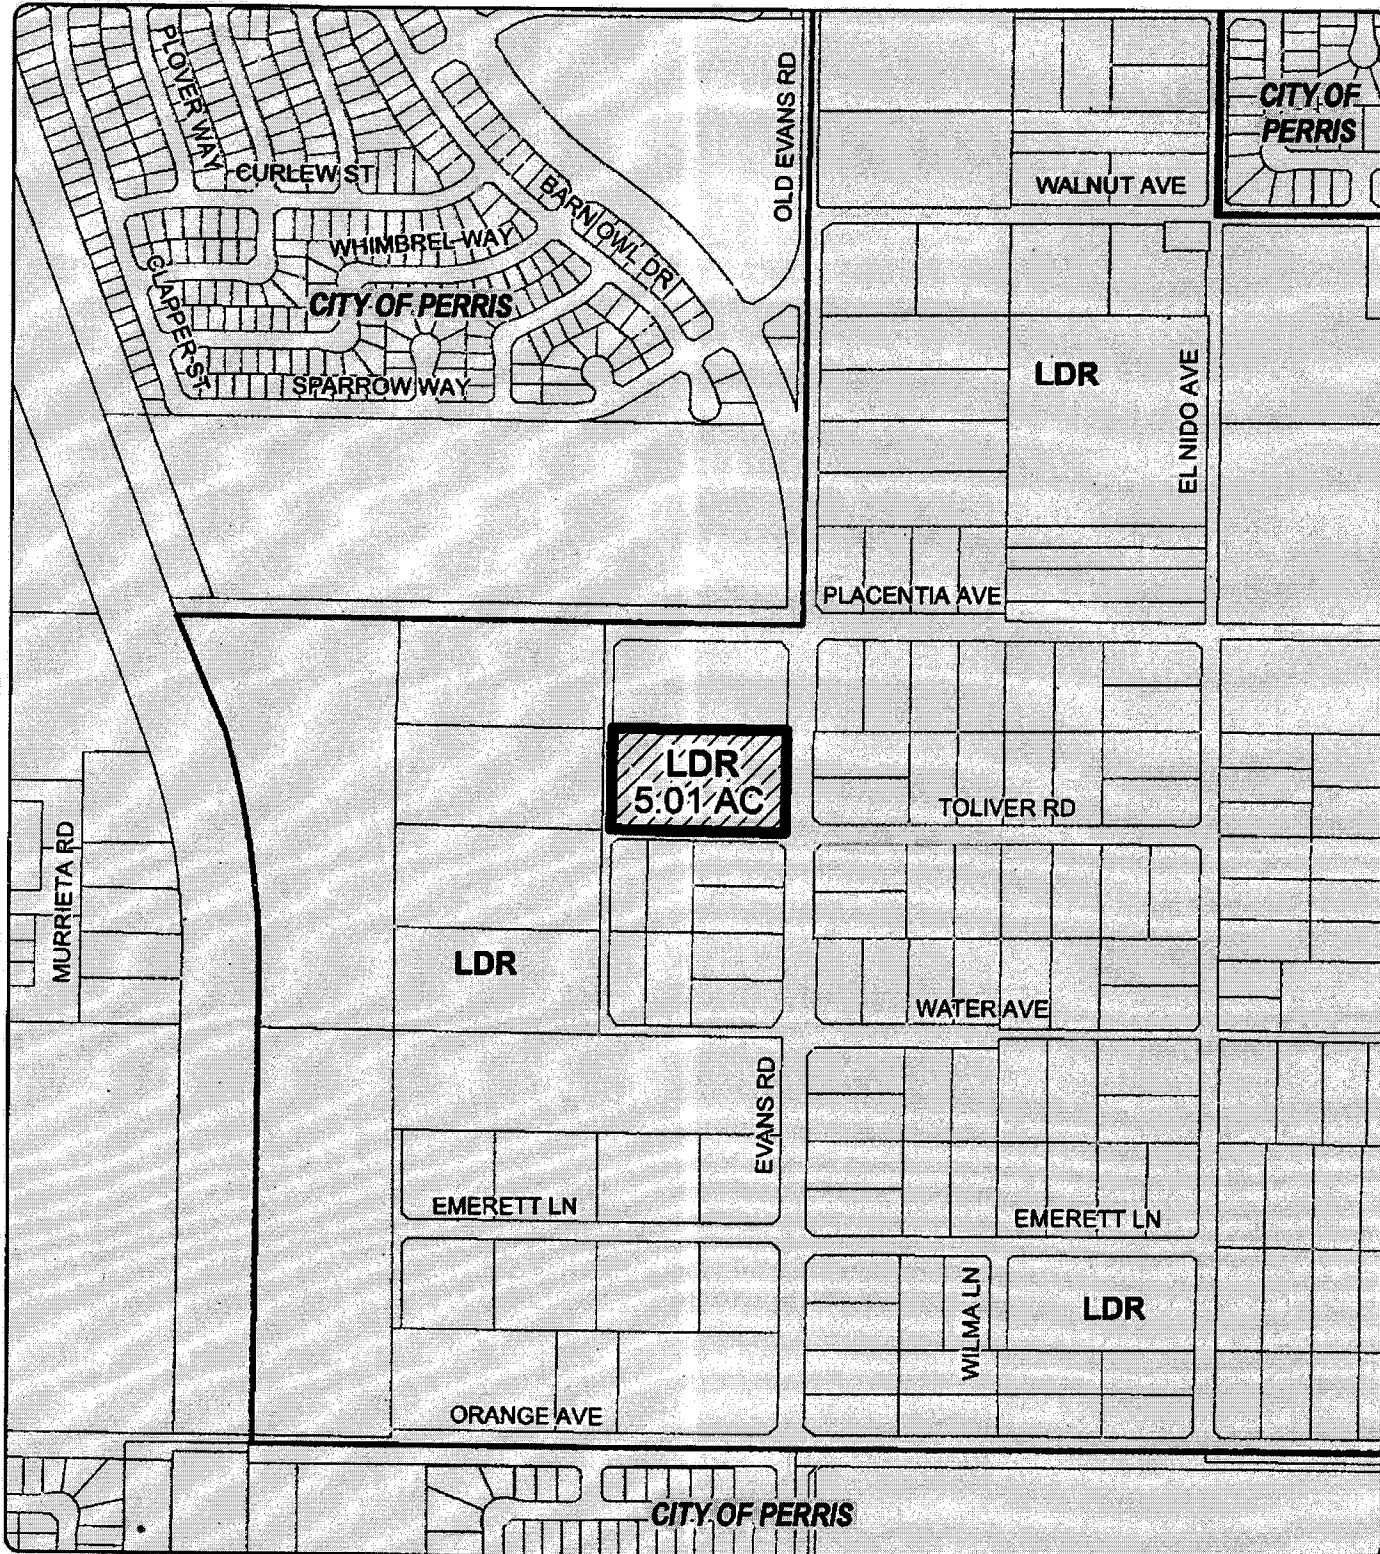 PLOVER WAY
OLD EVANS RD
CITY OF
PERRIS
CURLEW ST
BARN OWL DR
WALNUT AVE
WHIMBREL WAY
CLAPPER ST
CITY OF PERRIS
SPARROW WAY
LDR
EL NIDO AVE
PLACENTIA AVE
LDR
5.01 AC
TOLIVER RD
MURRIETA RD
LDR
WATER AVE
EVANS RD
EMERETT LN
EMERETT LN
WILMA LN
LDR
ORANGE AVE
CITY OF PERRIS